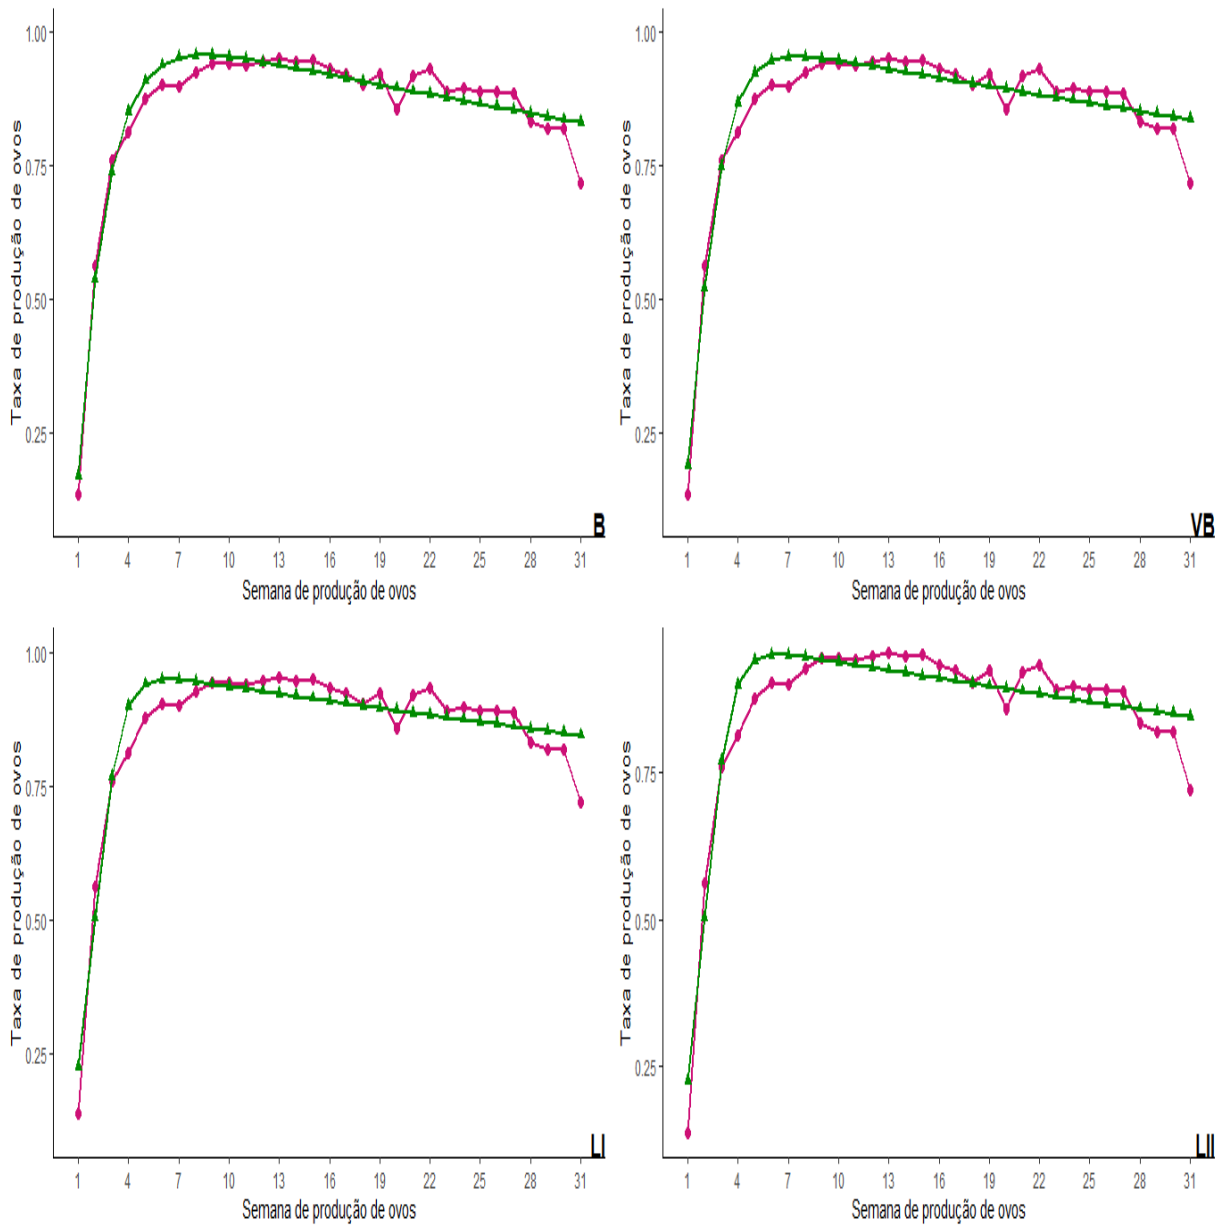 1.00
0.75
0.50
0.25
Taxa de produção de ovos
1 4 7 10 13 16 19 22 25 28 31
Semana de produção de ovos
B
1.00
0.75
0.50
0.25
Taxa de produção de ovos
1 4 7 10 13 16 19 22 25 28 31
Semana de produção de ovos
VB
1.00
0.75
0.50
0.25
Taxa de produção de ovos
1 4 7 10 13 16 19 22 25 28 31
Semana de produção de ovos
LI
0.75
0.50
0.25
Taxa de produção de ovos
1 4 7 10 13 16 19 22 25 28 31
Semana de produção de ovos
LII